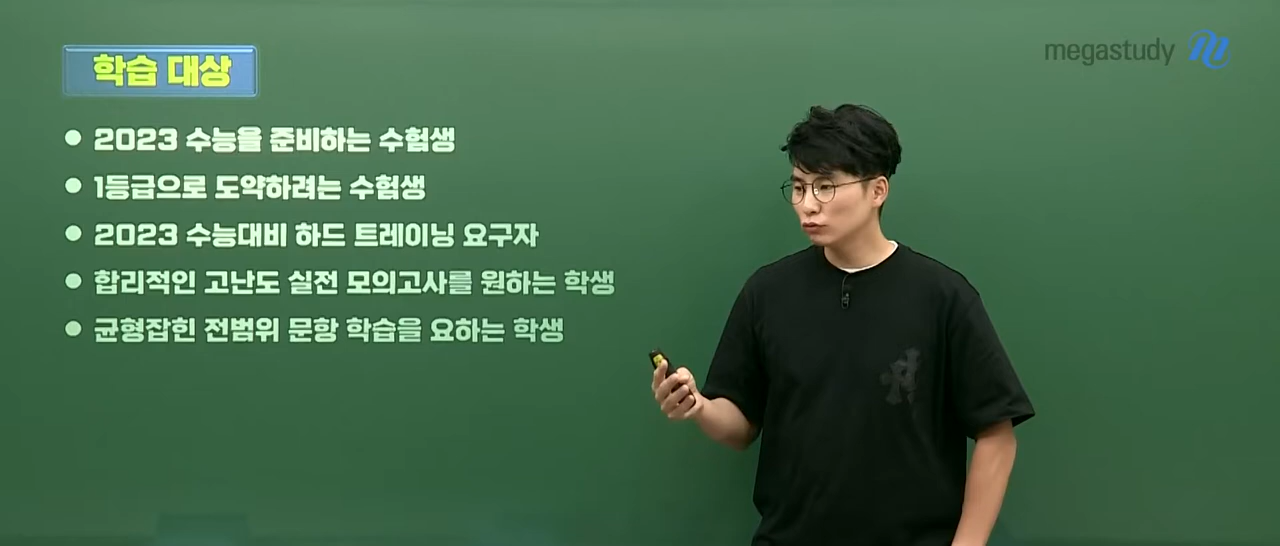 학습 대상
megastudy
● 2023 수능을 준비하는 수험생
● 1등급으로 도약하려는 수험생
● 2023 수능대비 하드 트레이닝 요구자
● 합리적인 고난도 실전 모의고사를 원하는 학생
● 균형잡힌 전범위 문항 학습을 요하는 학생